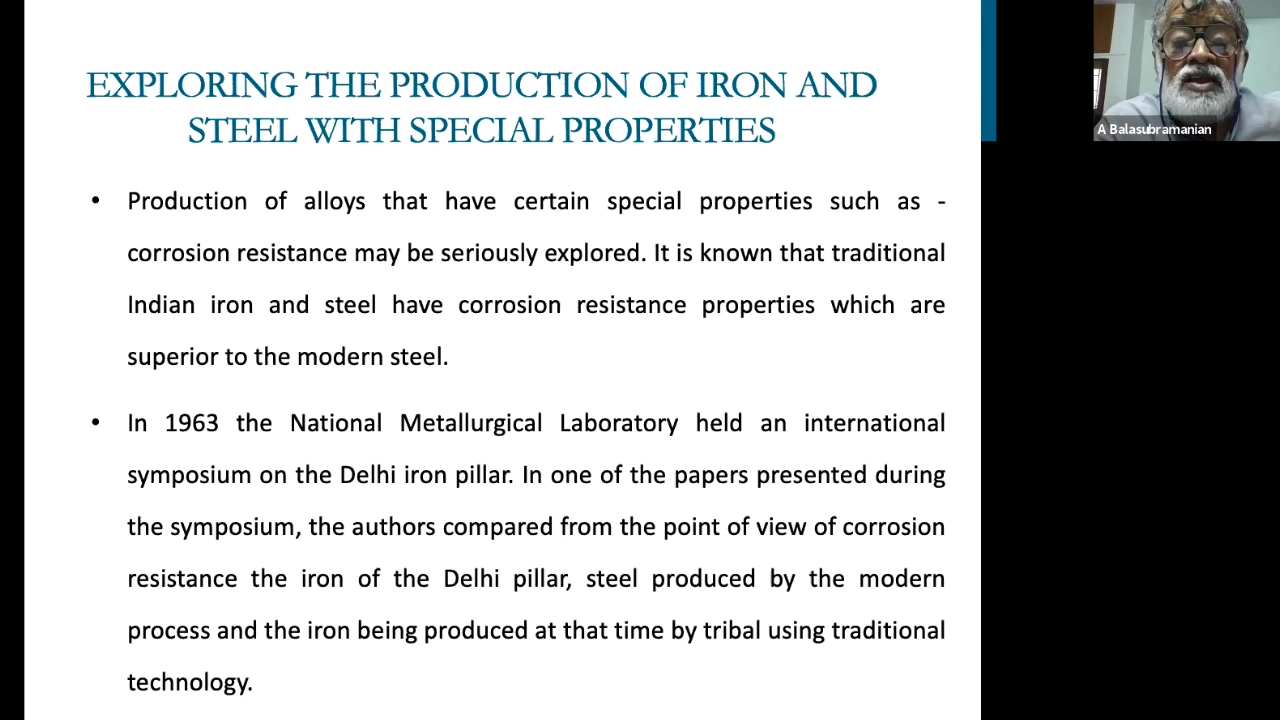 EXPLORING THE PRODUCTION OF IRON AND
STEEL WITH SPECIAL PROPERTIES
• Production of alloys that have certain special properties such as -
corrosion resistance may be seriously explored. It is known that traditional
Indian iron and steel have corrosion resistance properties which are
superior to the modern steel.
• In 1963 the National Metallurgical Laboratory held an international
symposium on the Delhi iron pillar. In one of the papers presented during
the symposium, the authors compared from the point of view of corrosion
resistance the iron of the Delhi pillar, steel produced by the modern
process and the iron being produced at that time by tribal using traditional
technology.
A Balasubramanian